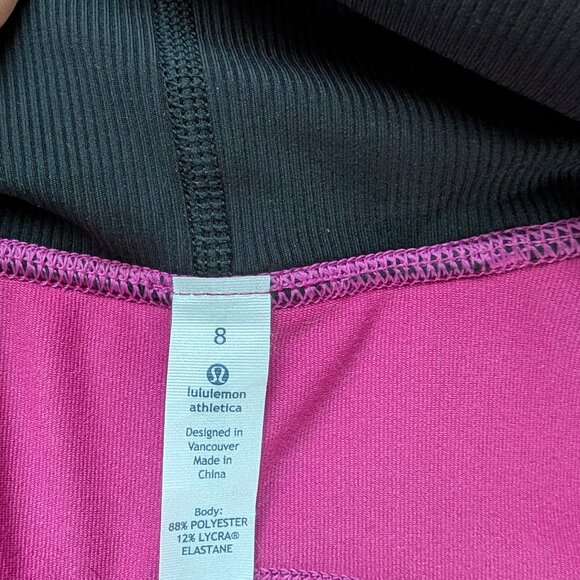 8
lululemon
athletica
Designed in
Vancouver
Made in
China
Body:
88% POLYESTER
12% LYCRA®
ELASTANE